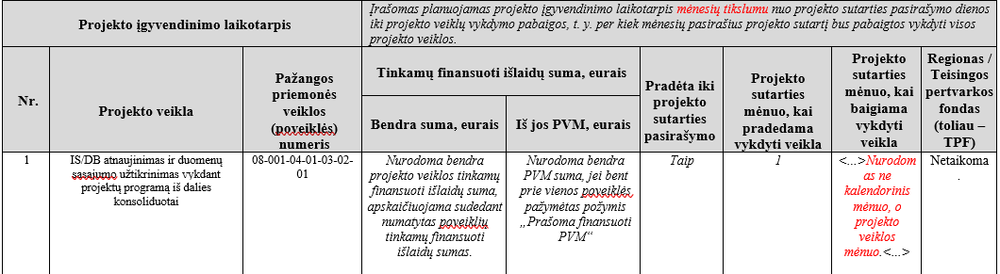 Projekto įgyvendinimo laikotarpis
Įrašomas planuojamas projekto įgyvendinimo laikotarpis mėnesių tikslumu nuo projekto sutarties pasirašymo dienos
iki projekto veiklų vykdymo pabaigos, t. y. per kiek mėnesių pasirašius projekto sutartį bus pabaigtos vykdyti visos
projekto veiklos.
Nr.
Projekto veikla
Pažangos
priemonės
veiklos
(poveiklės)
numeris
Tinkamų finansuoti išlaidų suma, eurais
Bendra suma, eurais
Iš jos PVM, eurais
Pradėta iki
projekto
sutarties
pasirašymo
Projekto
sutarties
mėnuo, kai
pradedama
vykdyti veikla
Projekto
sutarties
mėnuo, kai
baigiama
vykdyti
veikla
Regionas /
Teisingos
pertvarkos
fondas
(toliau –
TPF)
1
IS/DB atnaujinimas ir duomenų
sąsajumo užtikrinimas vykdant
projektų programą iš dalies
konsoliduotai
08-001-04-01-03-02-
01
Nurodoma bendra
projekto veiklos tinkamų
finansuoti išlaidų suma,
apskaičiuojama sudedant
numatytas poveiklių
tinkamų finansuoti
išlaidų sumas.
Nurodoma bendra
PVM suma, jei bent
prie vienos poveiklės
pažymėtas požymis
„Prašoma finansuoti
PVM“
Taip
1
<...>Nurodom
as ne
kalendorinis
mėnuo, o
projekto
veiklos
mėnuo.<...>
Netaikoma
.